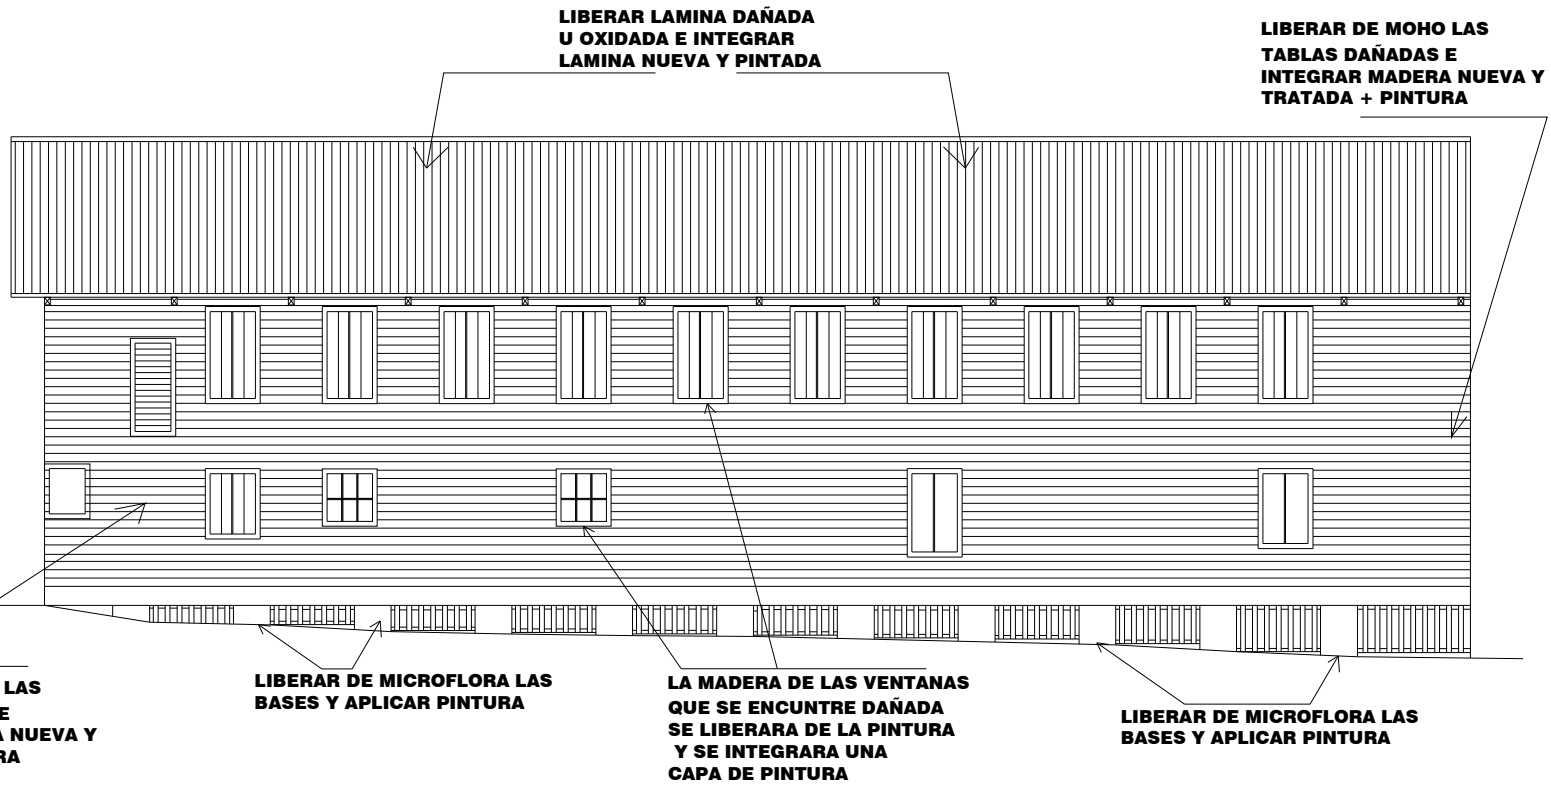 LIBERAR LAMINA DAÑADA
U OXIDADA E INTEGRAR
LAMINA NUEVA Y PINTADA
LIBERAR DE MOHO LAS
TABLAS DAÑADAS E
INTEGRAR MADERA NUEVA Y
TRATADA + PINTURA
LAS
E
NUEVA Y
LIBERAR DE MICROFLORA LAS
BASES Y APLICAR PINTURA
LA MADERA DE LAS VENTANAS
QUE SE ENCUNTRE DAÑADA
SE LIBERARA DE LA PINTURA
Y SE INTEGRARA UNA
CAPA DE PINTURA
LIBERAR DE MICROFLORA LAS
BASES Y APLICAR PINTURA